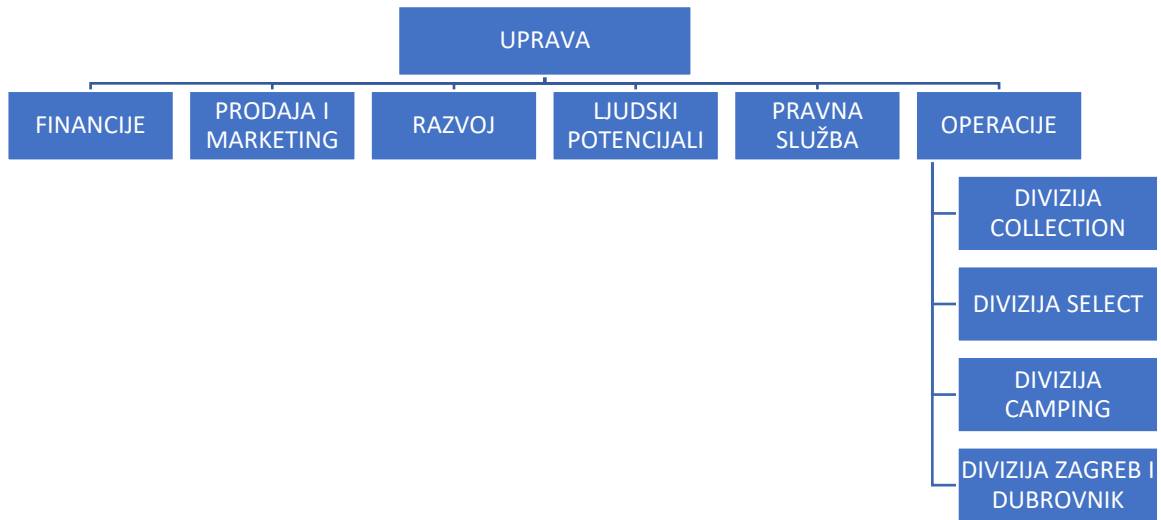 UPRAVA
FINANCIJE
PRODAJA I
MARKETING
RAZVOJ
LJUDSKI
POTENCIJALI
PRAVNA
SLUŽBA
OPERACIJE
DIVIZIJA
COLLECTION
DIVIZIJA SELECT
DIVIZIJA
CAMPING
DIVIZIJA ZAGREB I
DUBROVNIK